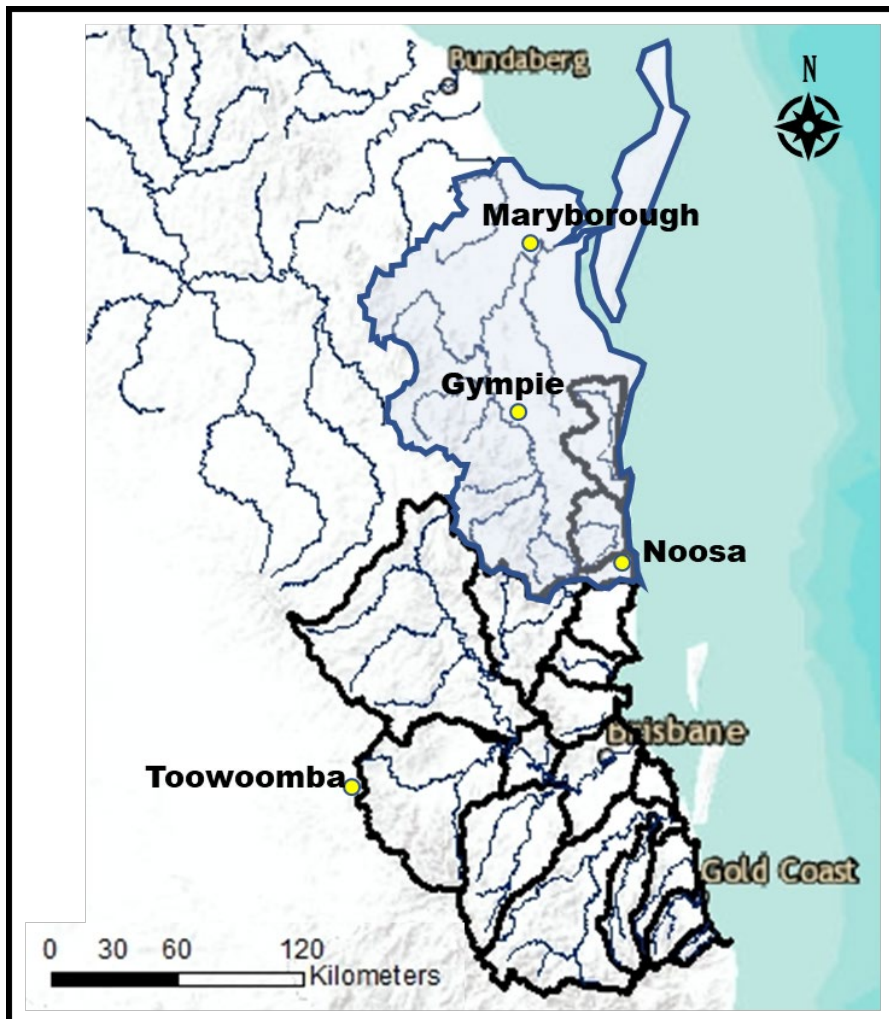 Bundaberg
N
Maryborough
Gympie
Noosa
Brisbane
Toowoomba
Gold Coast
0 30 60 120
Kilometers